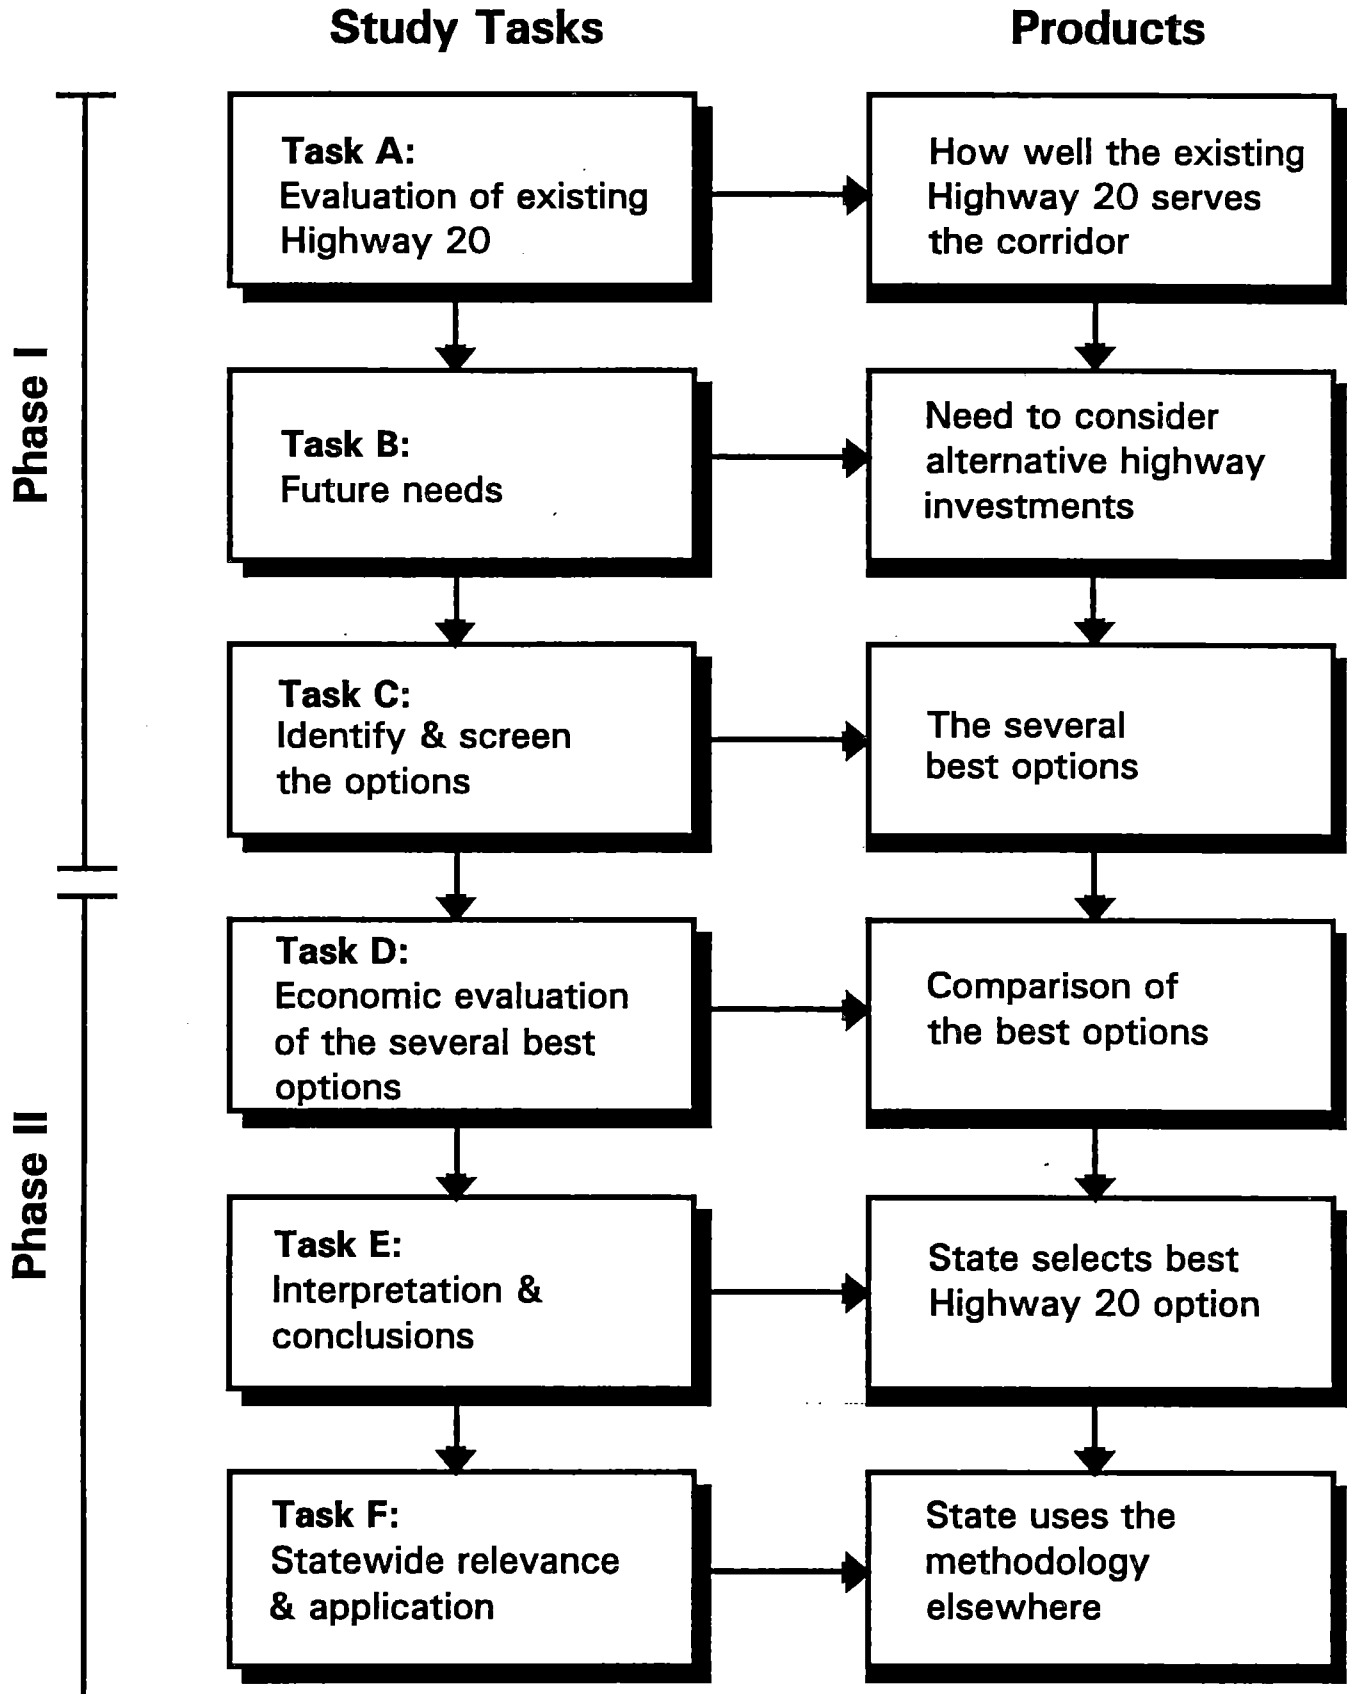 Study Tasks
Products
Phase I
Task A:
Evaluation of existing
Highway 20
How well the existing
Highway 20 serves
the corridor
Task B:
Future needs
Need to consider
alternative highway
investments
Task C:
Identify & screen
the options
The several
best options
Phase II
Task D:
Economic evaluation
of the several best
options
Comparison of
the best options
Task E:
Interpretation &
conclusions
State selects best
Highway 20 option
Task F:
Statewide relevance
& application
State uses the
methodology
elsewhere